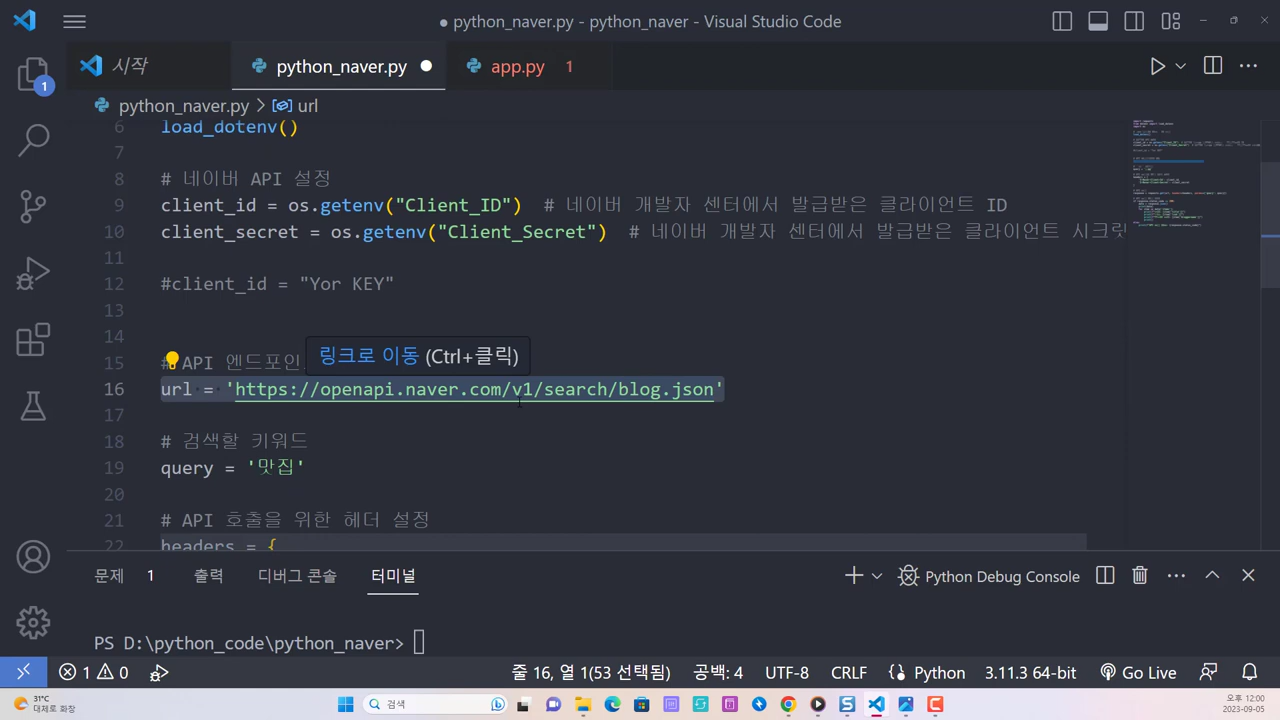 python_naver.py - python_naver - Visual Studio Code
시작
python_naver.py
app.py 1
python_naver.py > url
6 load_dotenv()
7
8 # 네이버 API 설정
9 client_id = os.getenv("Client_ID") # 네이버 개발자 센터에서 발급받은 클라이언트 ID
10 client_secret = os.getenv("Client_Secret") # 네이버 개발자 센터에서 발급받은 클라이언트 시크릿
11
12 #client_id = "Yor KEY"
13
14
링크로 이동 (Ctrl+클릭)
15 # API 엔드포인
16 url = 'https://openapi.naver.com/v1/search/blog.json'
17
18 # 검색할 키워드
19 query = '맛집'
20
21 # API 호출을 위한 헤더 설정
22 headers = {
문제 1 출력 디버그 콘솔 터미널
Python Debug Console
PS D:\python_code\python_naver>
1 0
줄 16, 열 1(53 선택됨)
공백: 4
UTF-8
CRLF
Python
3.11.3 64-bit
Go Live
31°C
대체로 화창
검색
오후 12:00
2023-09-05